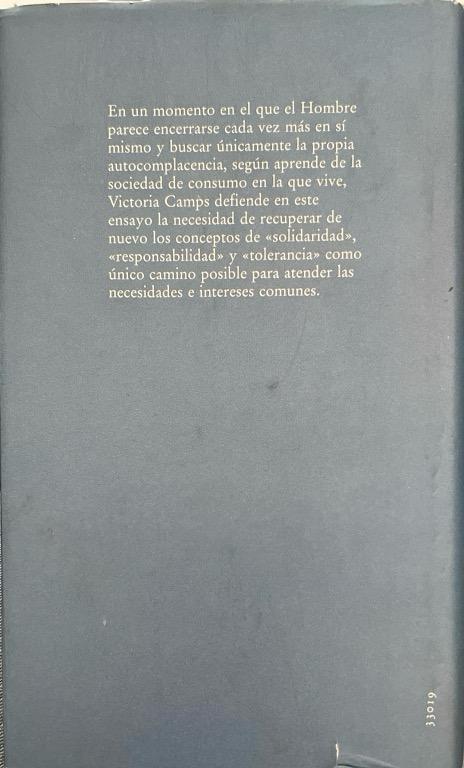 En un momento en el que el Hombre
parece encerrarse cada vez más en sí
mismo y buscar únicamente la propia
autocomplacencia, según aprende de la
sociedad de consumo en la que vive,
Victoria Camps defiende en este
ensayo la necesidad de recuperar de
nuevo los conceptos de «solidaridad»,
«responsabilidad» y «tolerancia» como
único camino posible para atender las
necesidades e intereses comunes.
33019